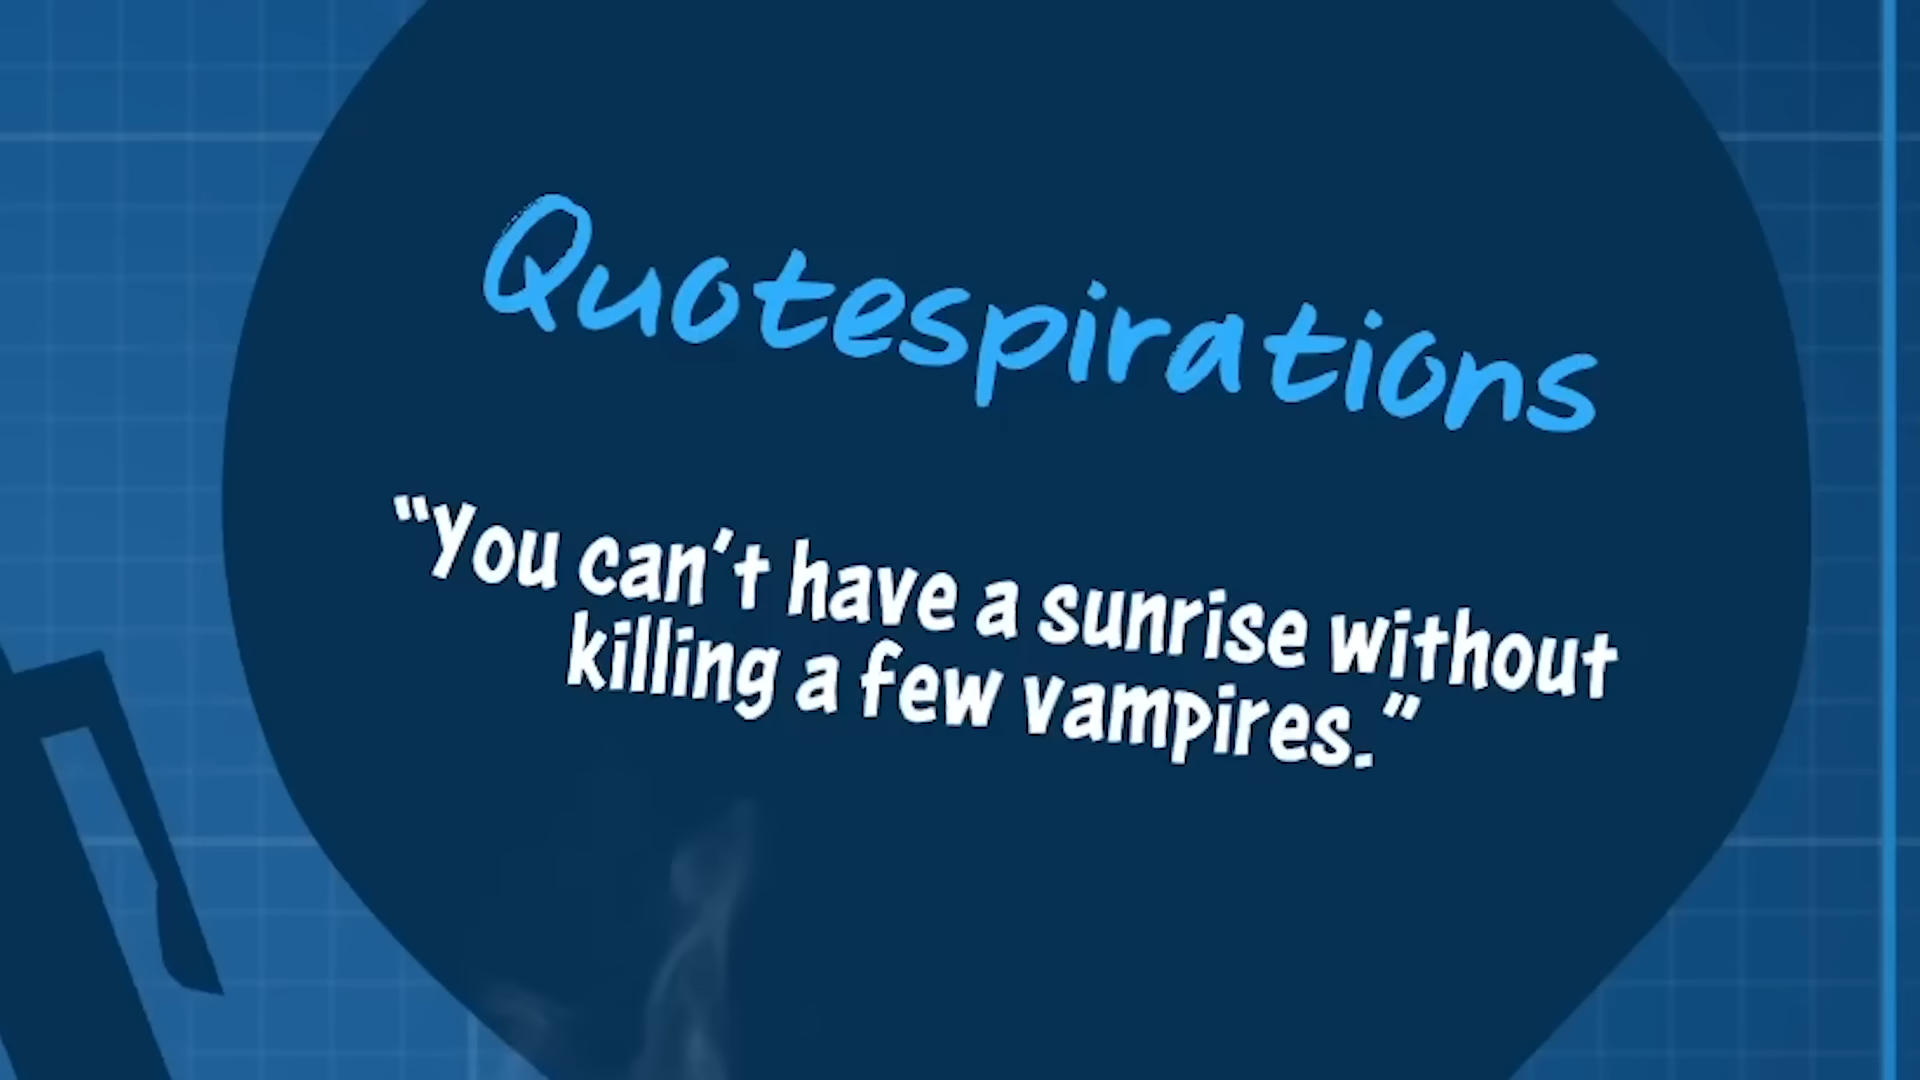 Quotespirations
“You can’t have a sunrise without
killing a few vampires.”